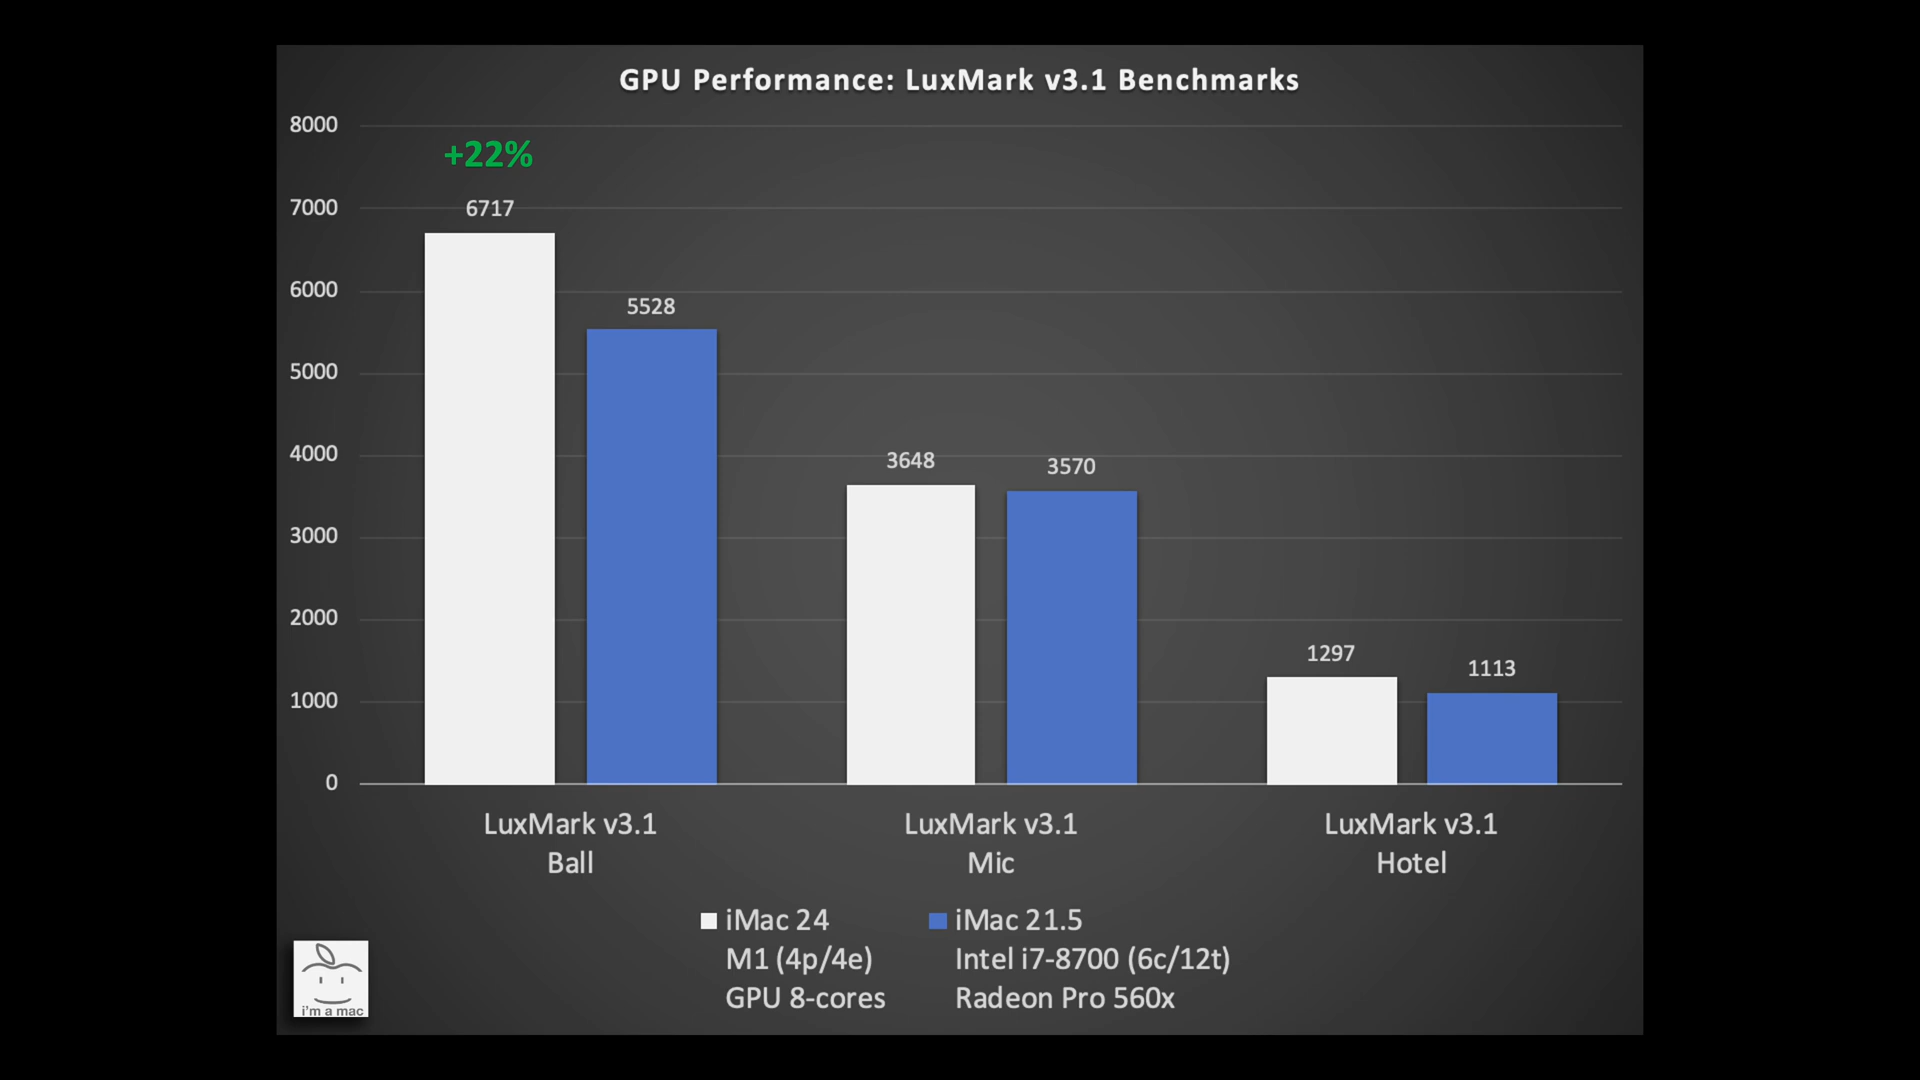 GPU Performance: LuxMark v3.1 Benchmarks
8000
+22%
7000
6717
6000
5528
5000
4000
3648
3570
3000
2000
1297
1113
1000
0
LuxMark v3.1
Ball
LuxMark v3.1
Mic
LuxMark v3.1
Hotel
iMac 24
M1 (4p/4e)
GPU 8-cores
iMac 21.5
Intel i7-8700 (6c/12t)
Radeon Pro 560x
i'm a mac